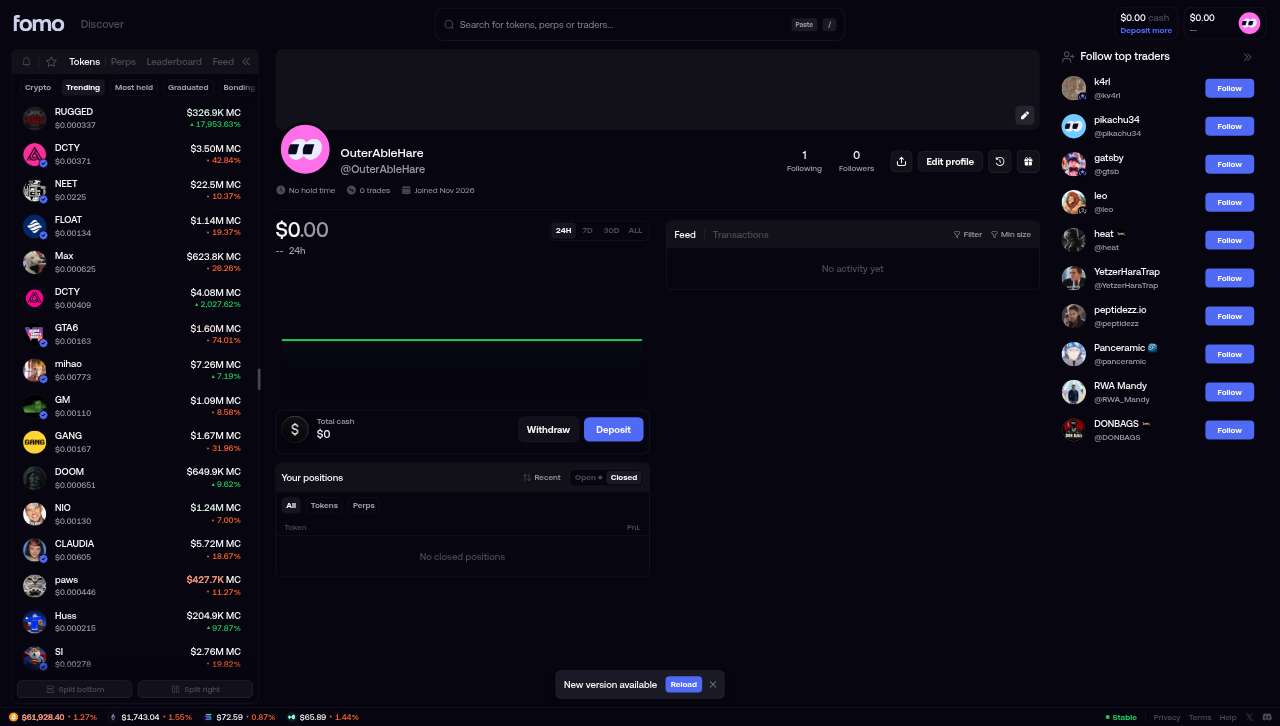 fomo Discover
Search for tokens, perps or traders... Paste /
$0.00 cash
Deposit more
$0.00
--
Tokens Perps Leaderboard Feed
Crypto Trending Most held Graduated Bonding
RUGGED $326.9K MC
$0.000337 17,953.63%
DCTY $3.50M MC
$0.00371 42.84%
NEET $22.5M MC
$0.0225 10.37%
FLOAT $1.14M MC
$0.00134 19.37%
Max $623.8K MC
$0.000625 26.26%
DCTY $4.08M MC
$0.00409 2,027.62%
GTA6 $1.60M MC
$0.00163 74.01%
mihao $7.26M MC
$0.00773 7.19%
GM $1.09M MC
$0.00110 8.58%
GANG $1.67M MC
$0.00167 31.96%
DOOM $649.9K MC
$0.000651 9.62%
NIO $1.24M MC
$0.00130 7.00%
CLAUDIA $5.72M MC
$0.00605 18.67%
paws $427.7K MC
$0.000446 11.27%
Huss $204.9K MC
$0.000215 97.87%
SI $2.76M MC
$0.00278 19.82%
Split bottom Split right
OuterAbleHare
@OuterAbleHare
1 Following
0 Followers
Edit profile
No hold time 0 trades Joined Nov 2026
$0.00
-- 24h
24H 7D 30D ALL
Total cash
$0
Withdraw Deposit
Your positions Recent Open Closed
All Tokens Perps
Token PnL
No closed positions
Feed Transactions Filter Min size
No activity yet
Follow top traders
k4rl
@kv4rl
Follow
pikachu34
@pikachu34
Follow
gatsby
@gtsb
Follow
leo
@leo
Follow
heat
@heat
Follow
YetzerHaraTrap
@YetzerHaraTrap
Follow
peptidezz.io
@peptidezz
Follow
Panceramic
@panceramic
Follow
RWA Mandy
@RWA_Mandy
Follow
DONBAGS
@DONBAGS
Follow
New version available Reload
$61,928.40 1.27% $1,743.04 1.55% $72.59 0.87% $65.89 1.44%
Stable Privacy Terms Help